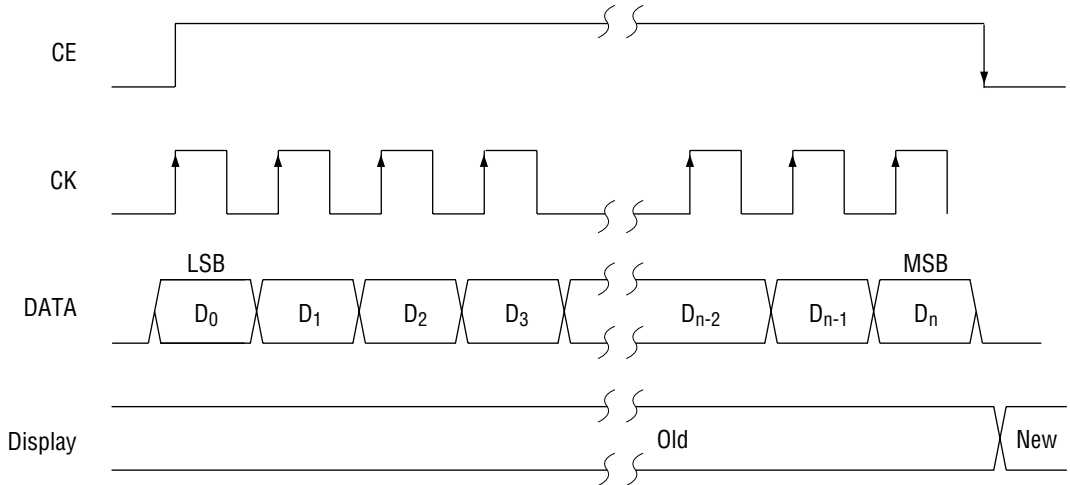 CE
CK
LSB MSB
DATA D0 D1 D2 D3 Dn-2 Dn-1 Dn
Display Old New